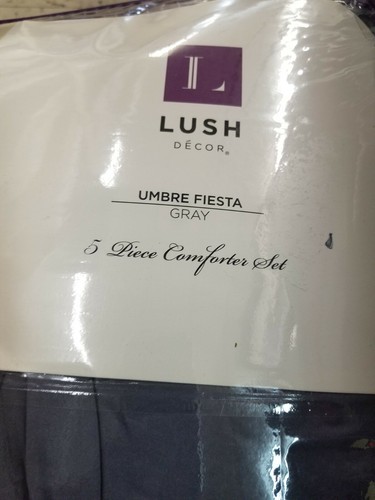 L
LUSH
DÉCOR®
UMBRE FIESTA
GRAY
5 Piece Comforter Set